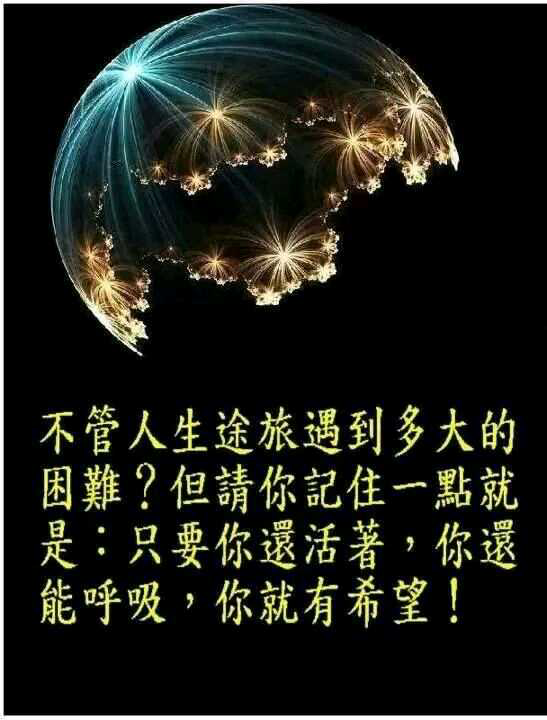 不管人生途旅遇到多大的
困難？但請你記住一點就
是：只要你還活著，你還
能呼吸，你就有希望！